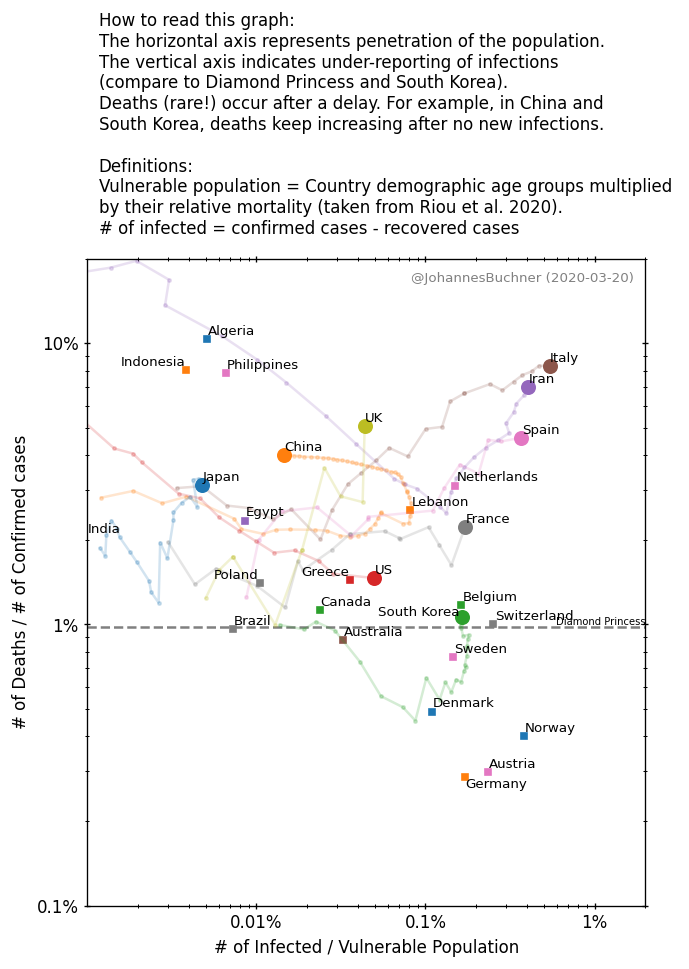 How to read this graph:
The horizontal axis represents penetration of the population.
The vertical axis indicates under-reporting of infections
(compare to Diamond Princess and South Korea).
Deaths (rare!) occur after a delay. For example, in China and
South Korea, deaths keep increasing after no new infections.
Definitions:
Vulnerable population = Country demographic age groups multiplied
by their relative mortality (taken from Riou et al. 2020).
# of infected = confirmed cases - recovered cases
@JohannesBuchner (2020-03-20)
Algeria
10%
Italy
Indonesia
Philippines
Iran
UK
Spain
China
Japan
Netherlands
Lebanon
Egypt
France
India
Poland
Greece
US
Canada
Belgium
South Korea
Switzerland
Brazil
Diamond Princess
1%
Australia
Sweden
Denmark
Norway
Austria
Germany
0.1%
0.01%
0.1%
1%
# of Infected / Vulnerable Population
# of Deaths / # of Confirmed cases